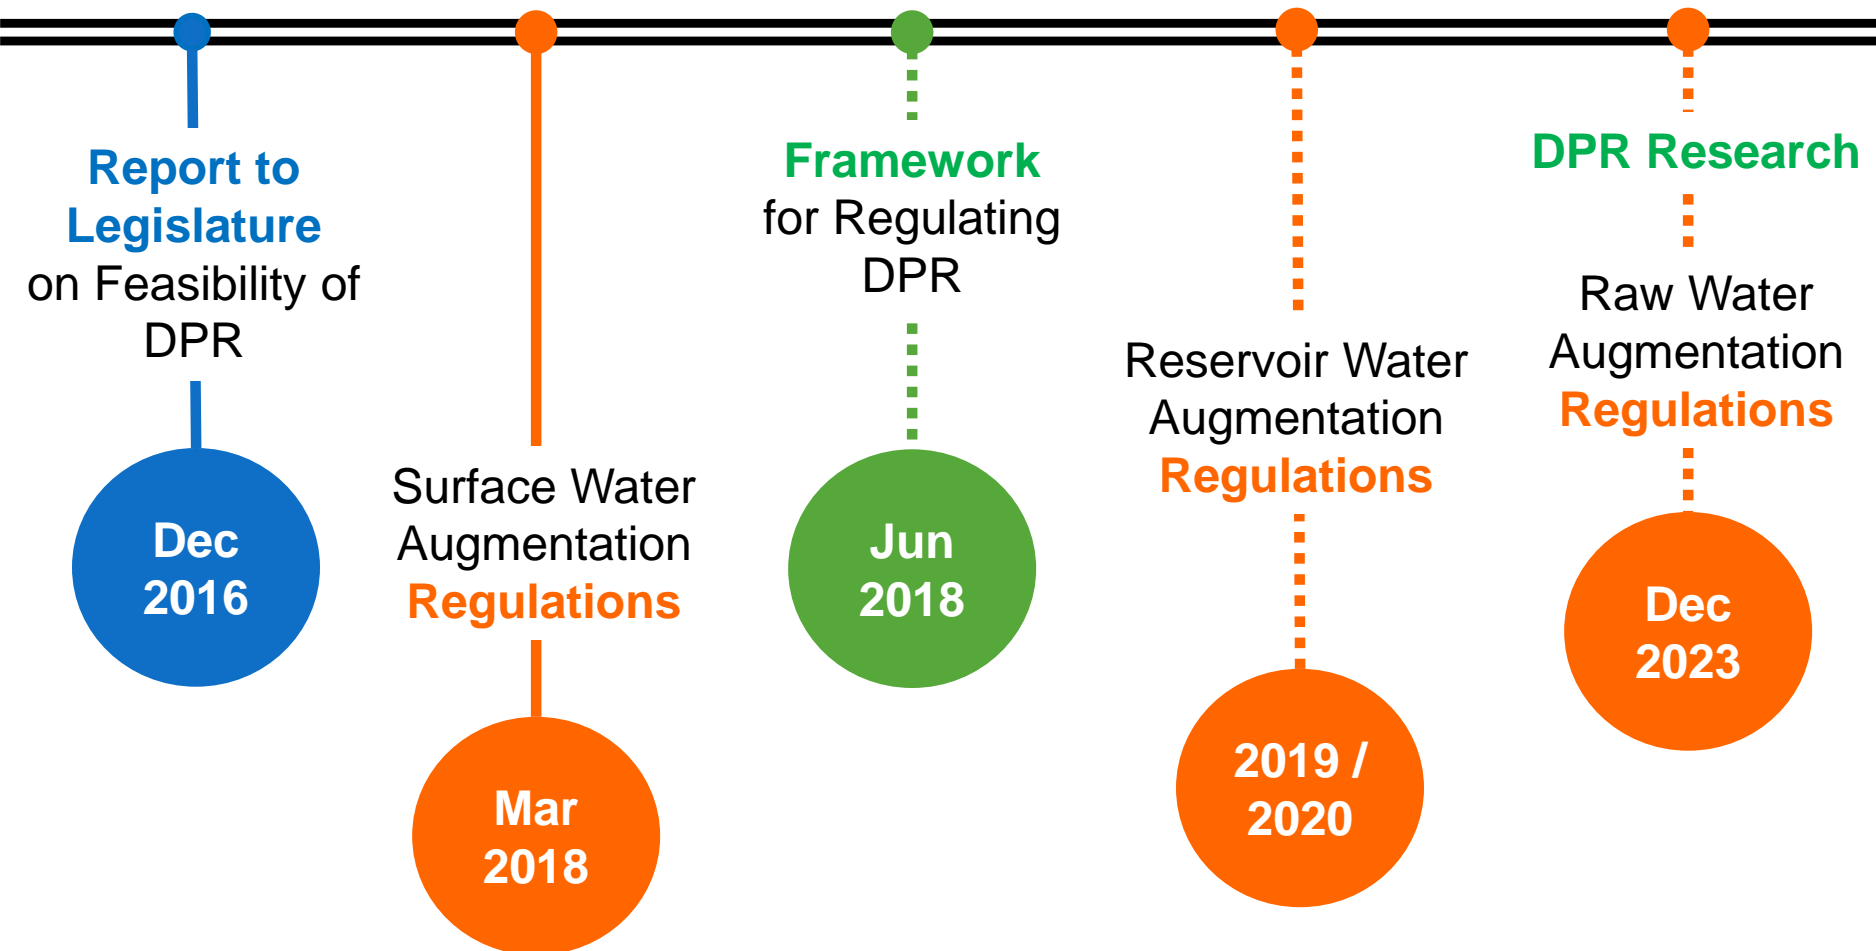 Report to
Legislature
on Feasibility of
DPR
Dec
2016
Surface Water
Augmentation
Regulations
Mar
2018
Framework
for Regulating
DPR
Jun
2018
Reservoir Water
Augmentation
Regulations
2019 /
2020
DPR Research
Raw Water
Augmentation
Regulations
Dec
2023